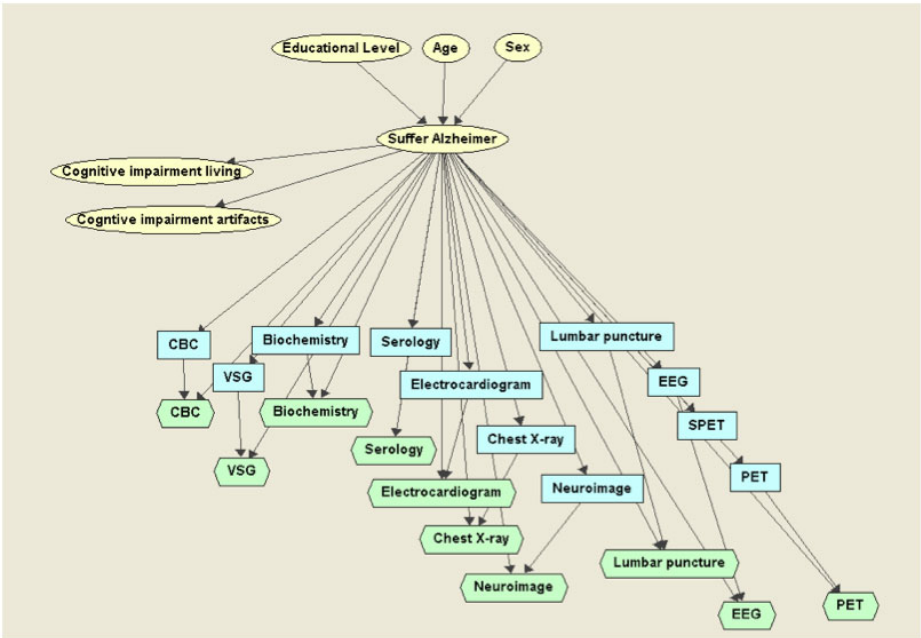 Educational Level
Age
Sex
Suffer Alzheimer
Cognitive impairment living
Cogntive impairment artifacts
CBC
Biochemistry
Serology
Lumbar puncture
VSG
Electrocardiogram
EEG
CBC
Biochemistry
SPET
Chest X-ray
Serology
VSG
PET
Neuroimage
Electrocardiogram
Chest X-ray
Lumbar puncture
Neuroimage
PET
EEG